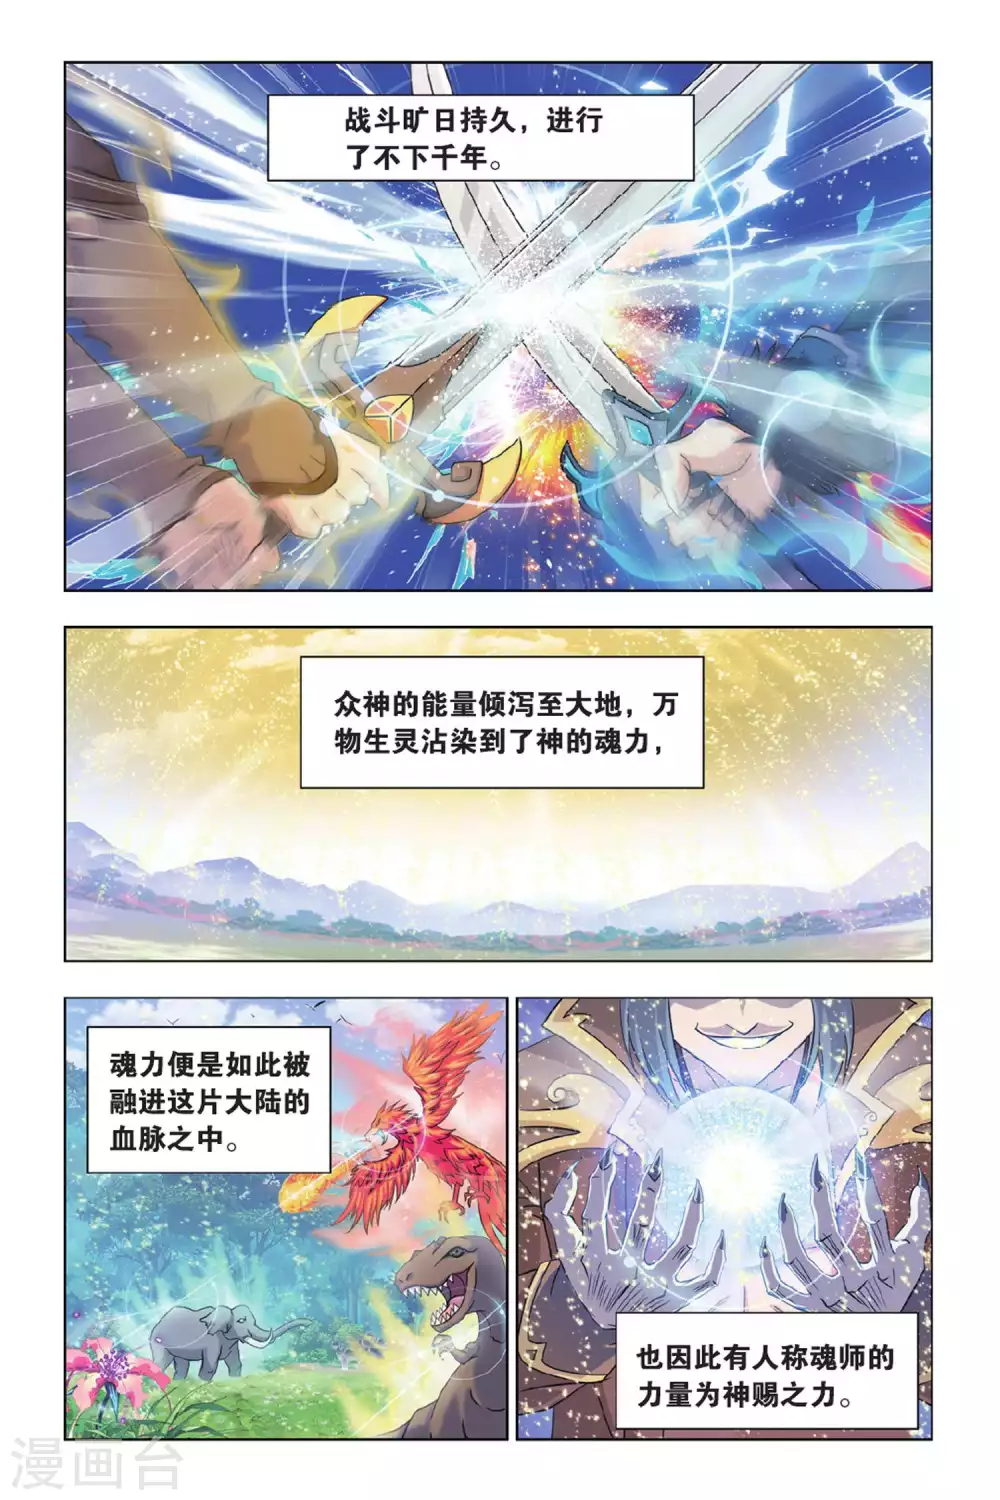 战斗旷日持久，进行
了不下千年。
众神的能量倾泻至大地，万
物生灵沾染到了神的魂力，
魂力便是如此被
融进这片大陆的
血脉之中。
也因此有人称魂师的
力量为神赐之力。
漫画台